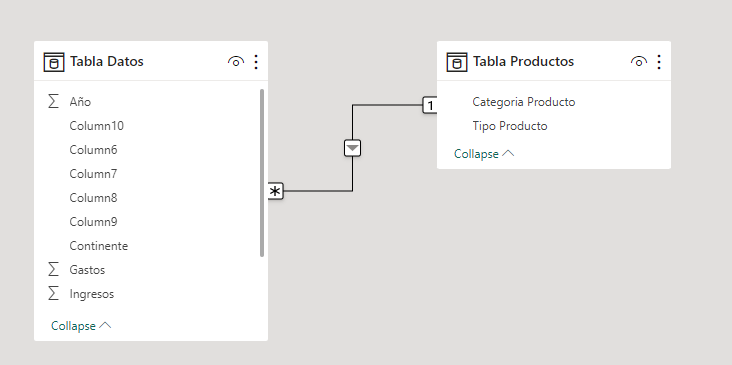 Tabla Datos
Año
Column10
Column6
Column7
Column8
Column9
Continente
Gastos
Ingresos
Collapse
*
1
Tabla Productos
Categoria Producto
Tipo Producto
Collapse